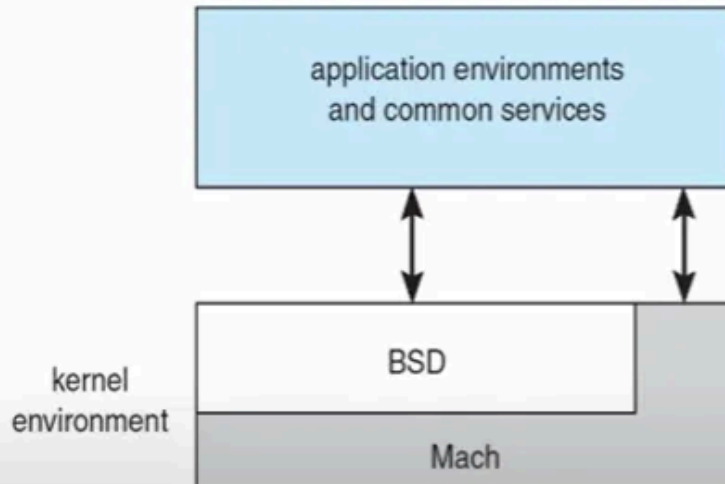 application environments
and common services
BSD
kernel
environment
Mach